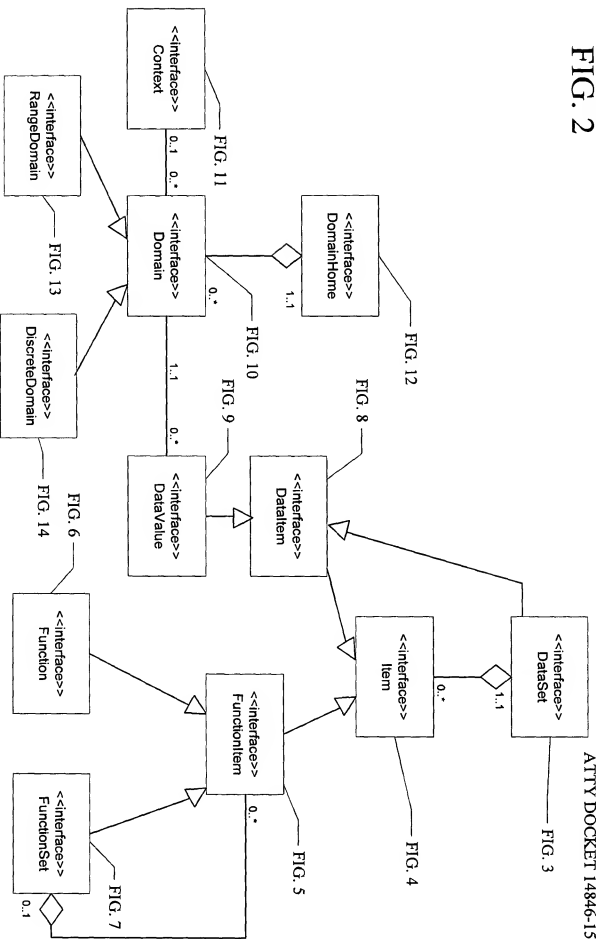 ATTY DOCKET 14846-15
FIG. 2
<<interface>>
DataSet
FIG. 3
1..1
0..*
<<interface>>
Item
FIG. 4
<<interface>>
DomainHome
FIG. 12
1..1
0..*
<<interface>>
DataItem
FIG. 8
<<interface>>
Context
FIG. 11
0..1
0..*
<<interface>>
Domain
FIG. 10
1..1
0..*
<<interface>>
DataValue
FIG. 9
<<interface>>
FunctionItem
FIG. 5
0..*
<<interface>>
RangeDomain
FIG. 13
<<interface>>
DiscreteDomain
FIG. 14
<<interface>>
Function
FIG. 6
<<interface>>
FunctionSet
FIG. 7
0..1